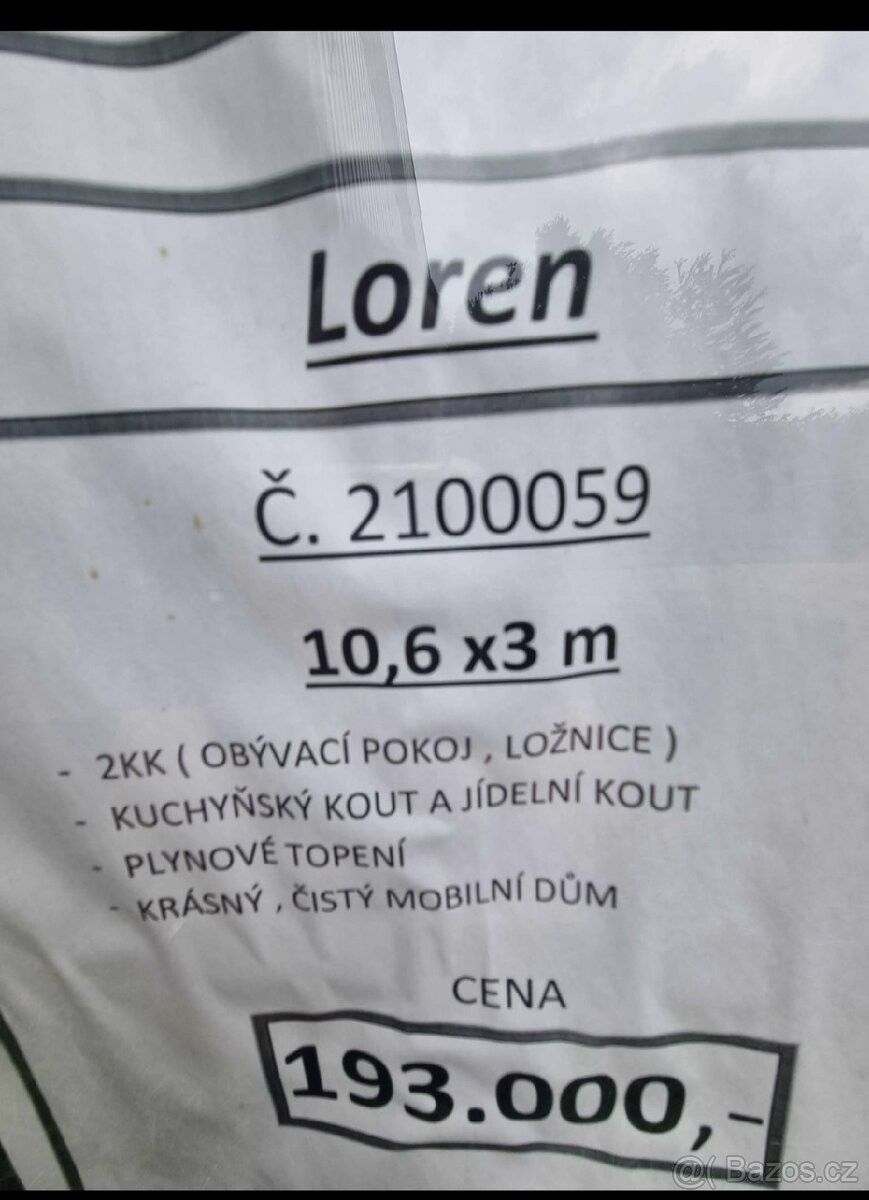 Loren
Č. 2100059
10,6 x3 m
- 2KK ( OBÝVACÍ POKOJ , LOŽNICE )
- KUCHYŇSKÝ KOUT A JÍDELNÍ KOUT
- PLYNOVÉ TOPENÍ
- KRÁSNÝ , ČISTÝ MOBILNÍ DŮM
CENA
193.000,-
@( Bazos.cz